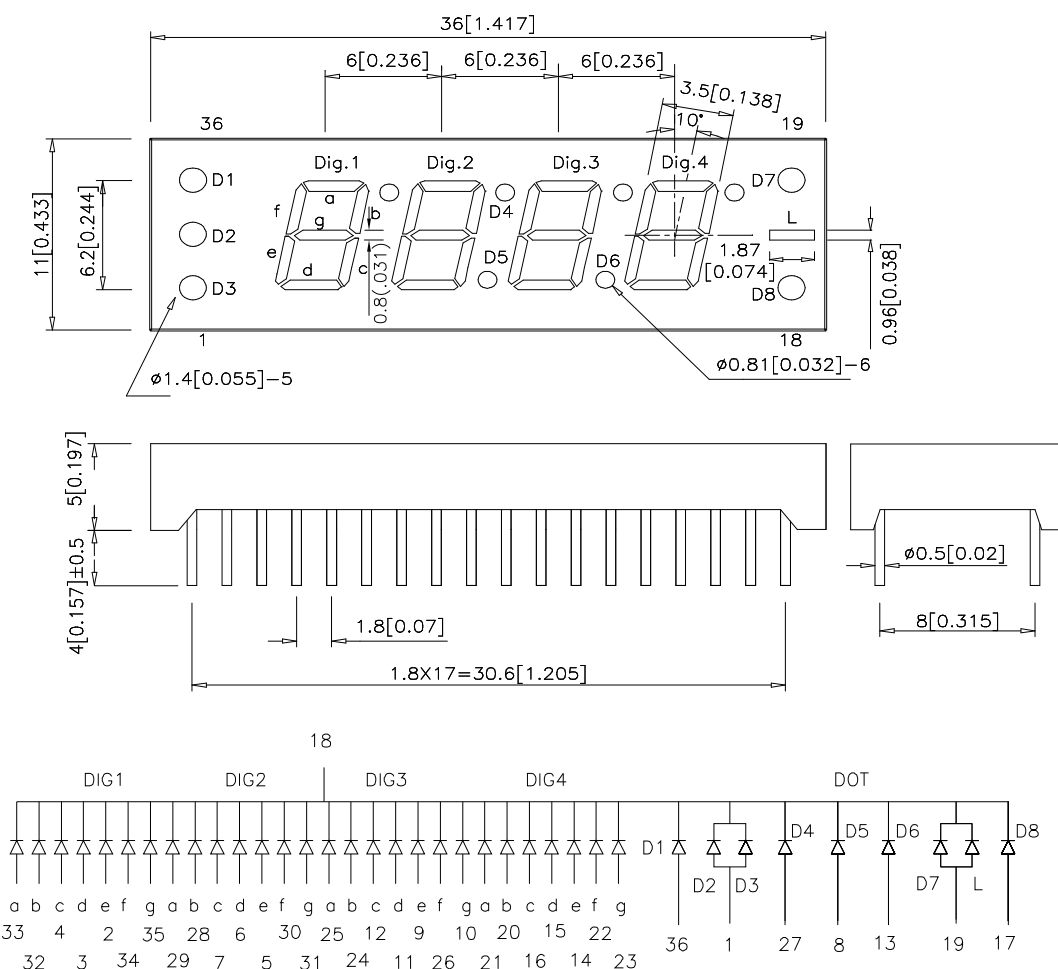 36[1.417]
6[0.236] 6[0.236] 6[0.236]
3.5[0.138]
10°
36 19
Dig.1 Dig.2 Dig.3 Dig.4
D1 D7
a
f b D4 L
g
D2
11[0.433]
6.2[0.244]
e D5 D6 1.87
d c [0.074]
D3 D8
0.8(.031)
0.96[0.038]
1 18
ø1.4[0.055]-5
ø0.81[0.032]-6
5[0.197]
4[0.157]±0.5
ø0.5[0.02]
1.8[0.07] 8[0.315]
1.8X17=30.6[1.205]
18
DIG1 DIG2 DIG3 DIG4 DOT
D1 D4 D5 D6 D8
D2 D3 D7 L
a b c d e f g a b c d e f g a b c d e f g a b c d e f g
33 4 2 35 28 6 30 25 12 9 10 20 15 22 36 1 27 8 13 19 17
32 3 34 29 7 5 31 24 11 26 21 16 14 23